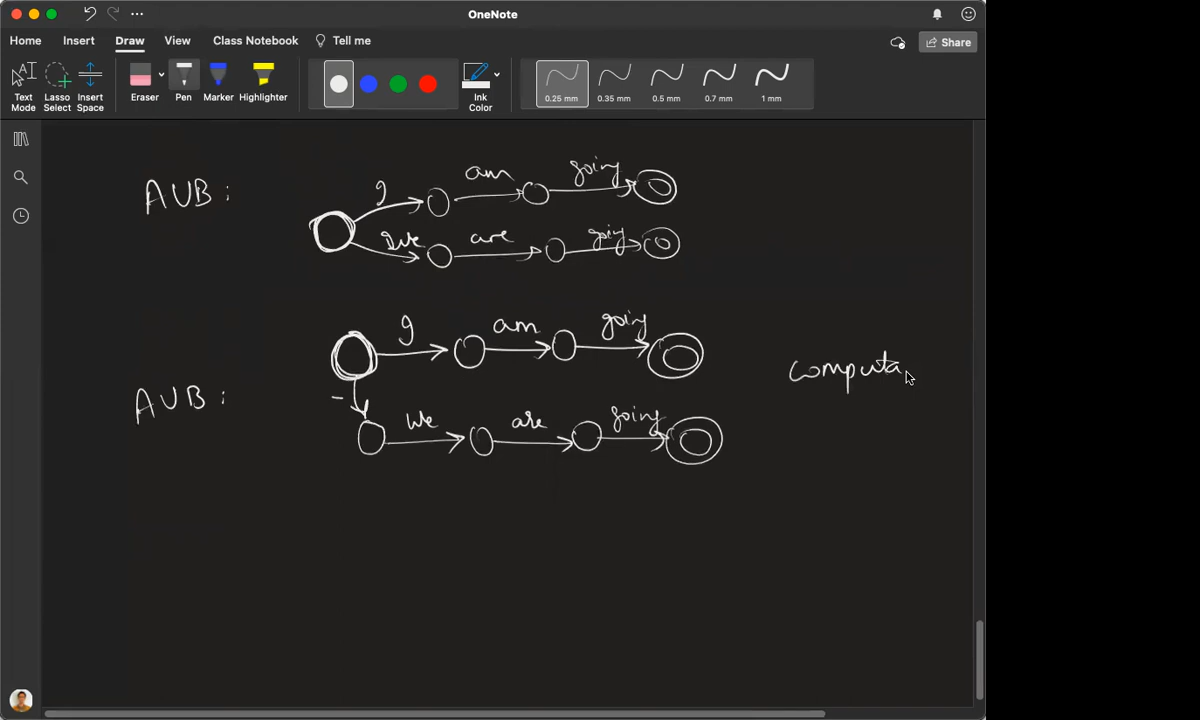 OneNote
Home Insert Draw View Class Notebook Tell me Share
Text Mode Lasso Select Insert Space Eraser Pen Marker Highlighter Ink Color 0.25 mm 0.35 mm 0.5 mm 0.7 mm 1 mm
AUB: I am going
are going
I am going
computa
AUB: - We are going